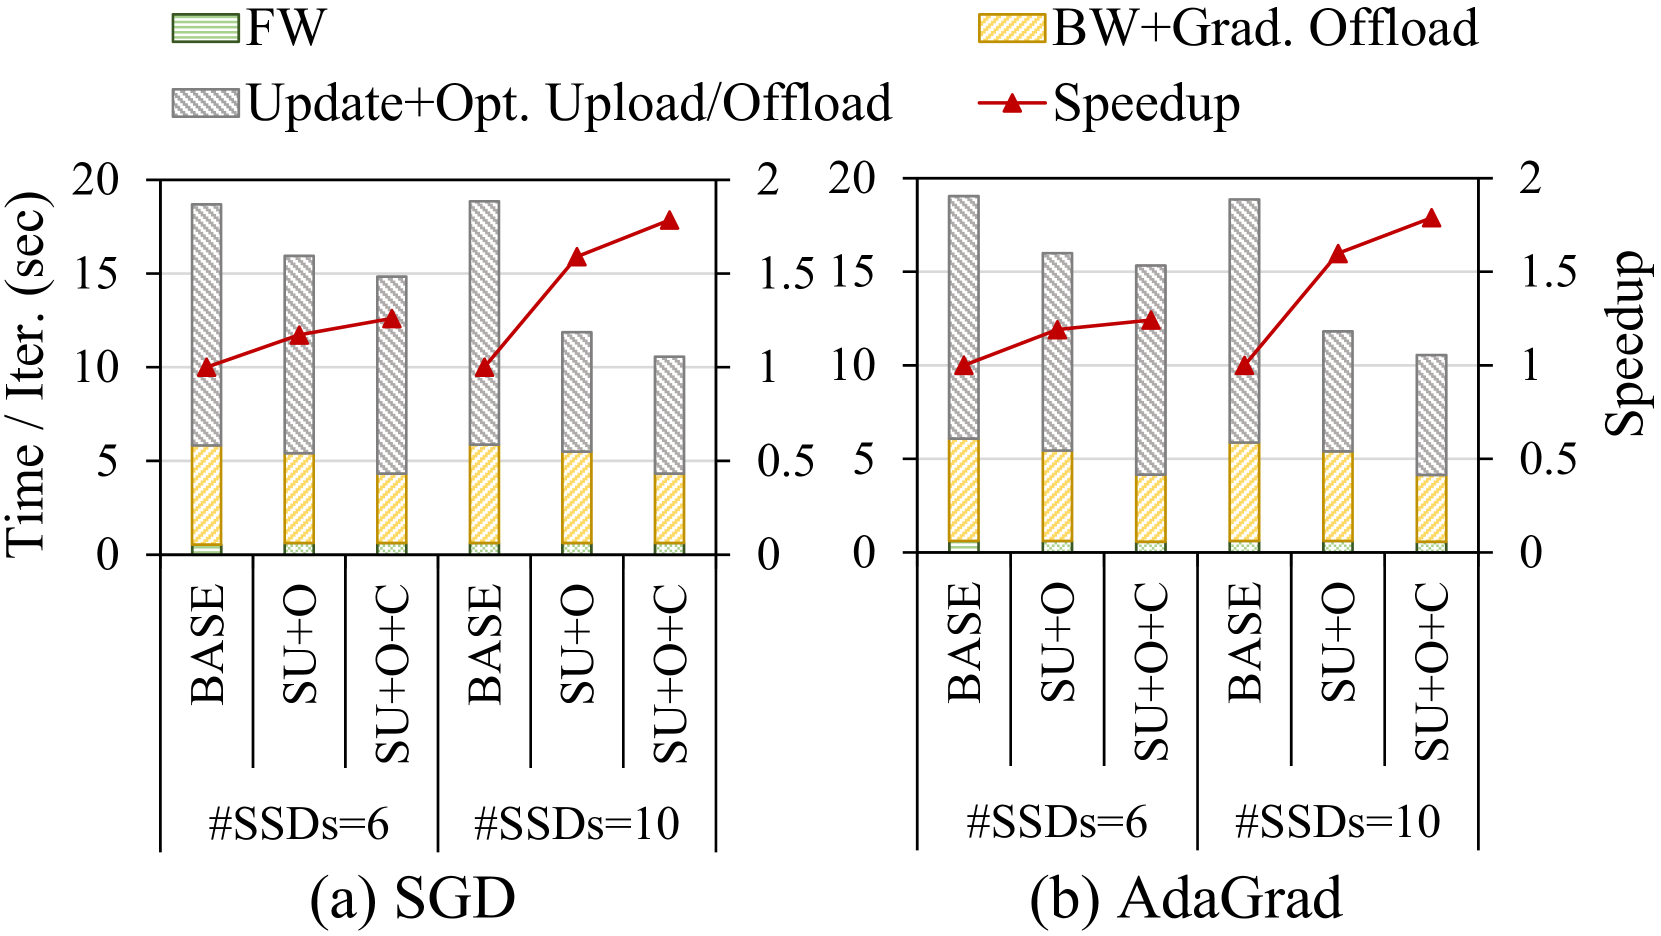 FW
BW+Grad. Offload
Update+Opt. Upload/Offload
Speedup
Time / Iter. (sec)
20
15
10
5
0
2
1.5
1
0.5
0
BASE
SU+O
SU+O+C
BASE
SU+O
SU+O+C
#SSDs=6
#SSDs=10
(a) SGD
20
15
10
5
0
2
1.5
1
0.5
0
Speedup
BASE
SU+O
SU+O+C
BASE
SU+O
SU+O+C
#SSDs=6
#SSDs=10
(b) AdaGrad